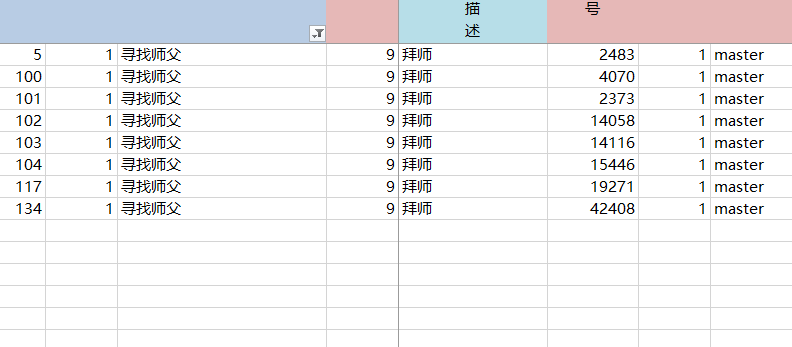 描 号
述
5 1 寻找师父 9 拜师 2483 1 master
100 1 寻找师父 9 拜师 4070 1 master
101 1 寻找师父 9 拜师 2373 1 master
102 1 寻找师父 9 拜师 14058 1 master
103 1 寻找师父 9 拜师 14116 1 master
104 1 寻找师父 9 拜师 15446 1 master
117 1 寻找师父 9 拜师 19271 1 master
134 1 寻找师父 9 拜师 42408 1 master